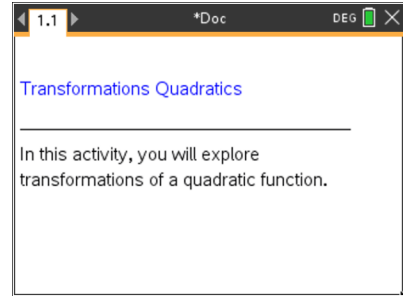 1.1 *Doc DEG
Transformations Quadratics
In this activity, you will explore
transformations of a quadratic function.